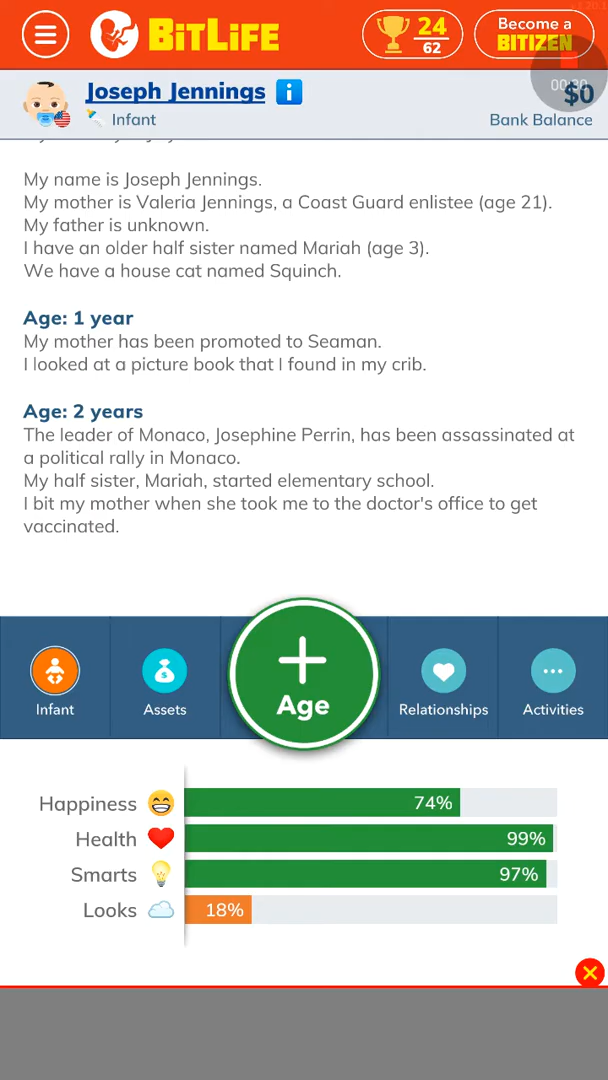 BITLIFE
24
62
Become a
BITIZEN
Joseph Jennings i
Infant
00:30
$0
Bank Balance
My name is Joseph Jennings.
My mother is Valeria Jennings, a Coast Guard enlistee (age 21).
My father is unknown.
I have an older half sister named Mariah (age 3).
We have a house cat named Squinch.
Age: 1 year
My mother has been promoted to Seaman.
I looked at a picture book that I found in my crib.
Age: 2 years
The leader of Monaco, Josephine Perrin, has been assassinated at
a political rally in Monaco.
My half sister, Mariah, started elementary school.
I bit my mother when she took me to the doctor's office to get
vaccinated.
Infant
Assets
Age
Relationships
Activities
Happiness 74%
Health 99%
Smarts 97%
Looks 18%